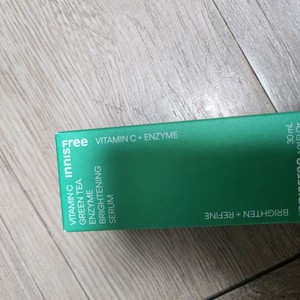 innisfree
VITAMIN C + ENZYME
VITAMIN C
GREEN TEA
ENZYME
BRIGHTENING
SERUM
BRIGHTEN + REFINE
30 mL